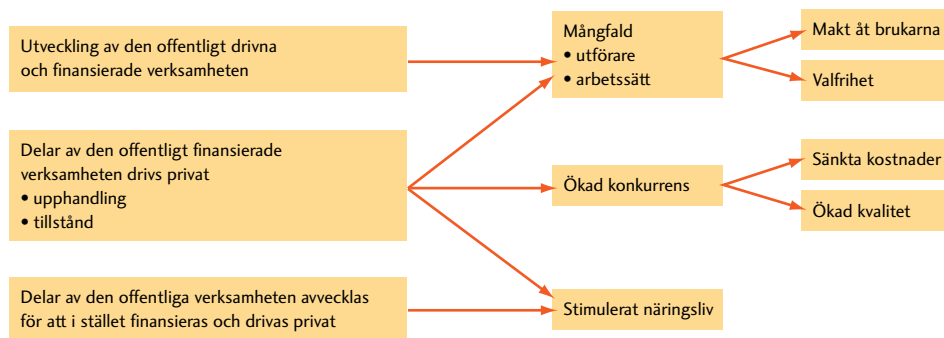 Utveckling av den offentligt drivna
och finansierade verksamheten
Delar av den offentligt finansierade
verksamheten drivs privat
• upphandling
• tillstånd
Delar av den offentliga verksamheten avvecklas
för att i stället finansieras och drivas privat
Mångfald
• utförare
• arbetssätt
Ökad konkurrens
Stimulerat näringsliv
Makt åt brukarna
Valfrihet
Sänkta kostnader
Ökad kvalitet